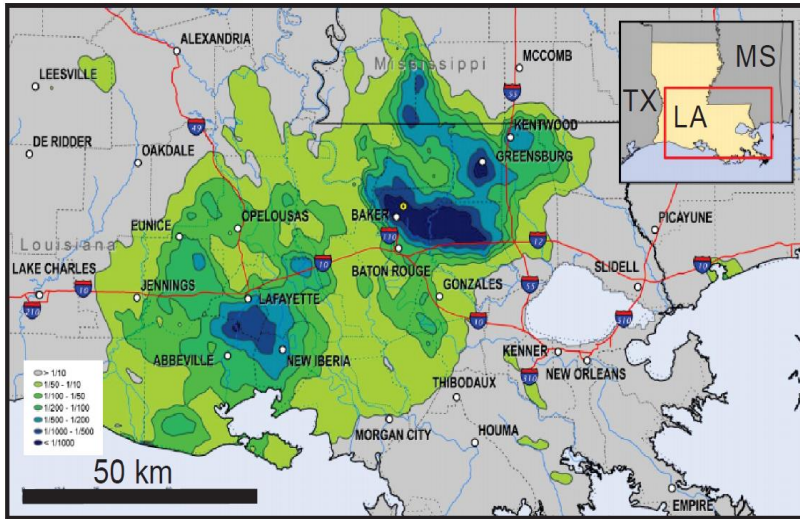 ALEXANDRIA
Mississippi
MCCOMB
LEESVILLE
55
TX
MS
LA
49
KENTWOOD
DE RIDDER
OAKDALE
GREENSBURG
BAKER
PICAYUNE
EUNICE
OPELOUSAS
Louisiana
110
12
LAKE CHARLES
10
BATON ROUGE
SLIDELL
10
JENNINGS
10
LAFAYETTE
GONZALES
55
210
10
310
ABBEVILLE
NEW IBERIA
KENNER
NEW ORLEANS
310
> 1/10
1/50 - 1/10
1/100 - 1/50
1/200 - 1/100
1/500 - 1/200
1/1000 - 1/500
< 1/1000
THIBODAUX
MORGAN CITY
HOUMA
50 km
EMPIRE